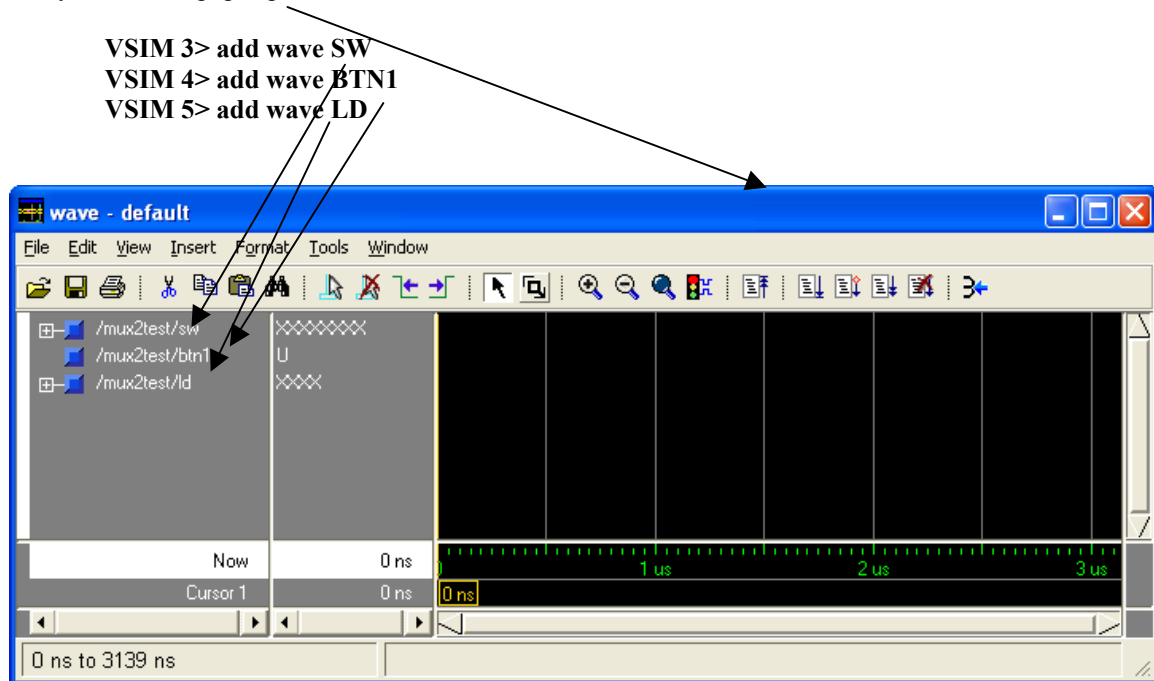 VSIM 3> add wave SW
VSIM 4> add wave BTN1
VSIM 5> add wave LD
wave - default
File Edit View Insert Format Tools Window
/mux2test/sw XXXXXXXX
/mux2test/btn1 U
/mux2test/ld XXXX
Now 0 ns
1 us 2 us 3 us
Cursor 1 0 ns 0 ns
0 ns to 3139 ns